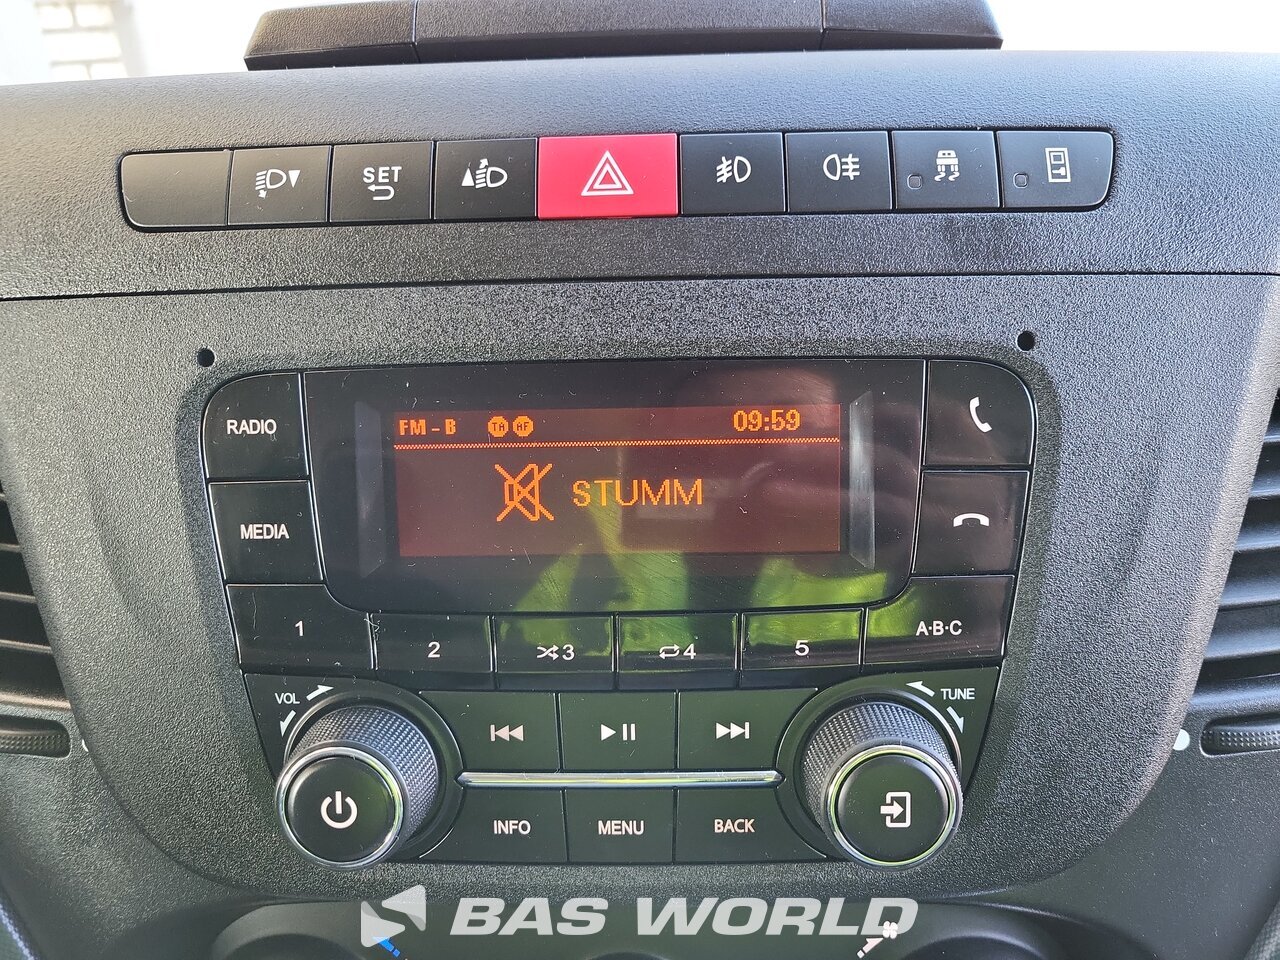 SET
RADIO
FM - B TA AF 09:59
STUMM
MEDIA
1 2 3 4 5 A·B·C
VOL TUNE
INFO MENU BACK
BAS WORLD